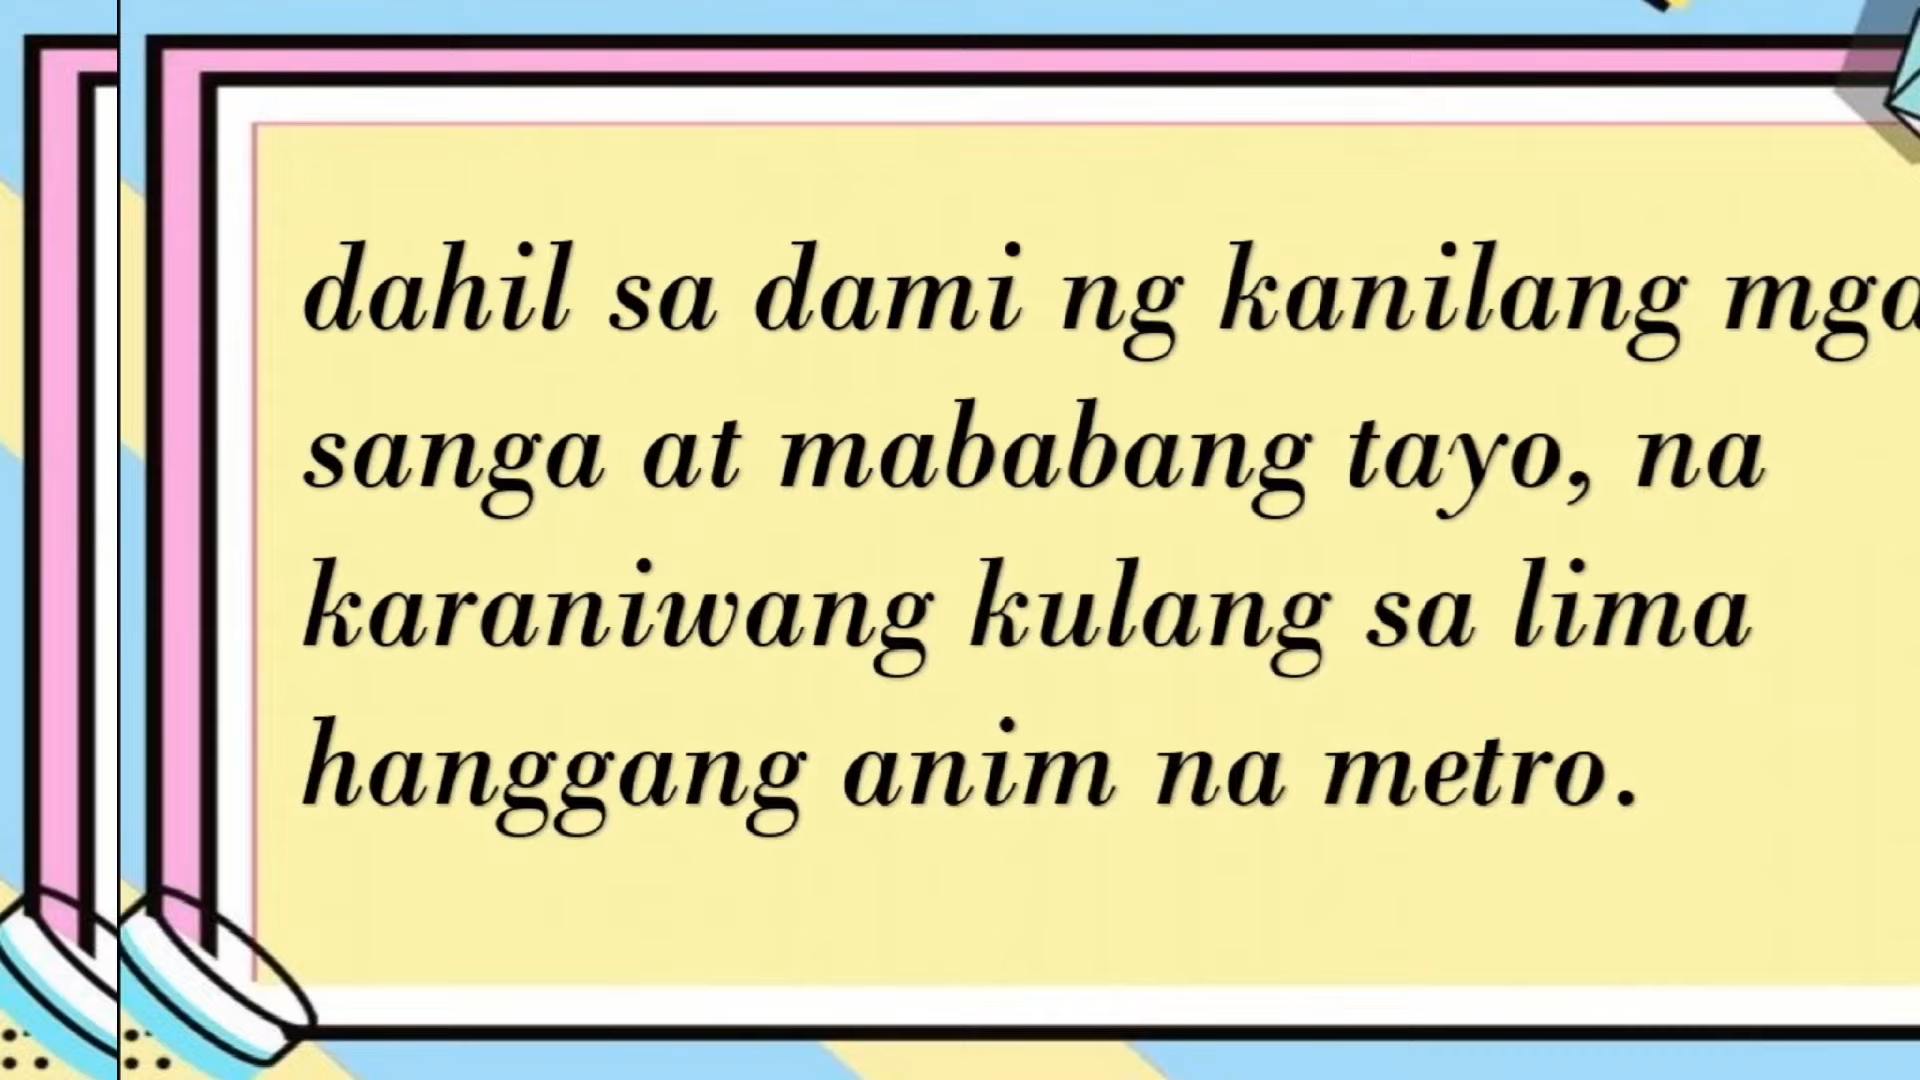 dahil sa dami ng kanilang mga
sanga at mababang tayo, na
karaniwang kulang sa lima
hanggang anim na metro.